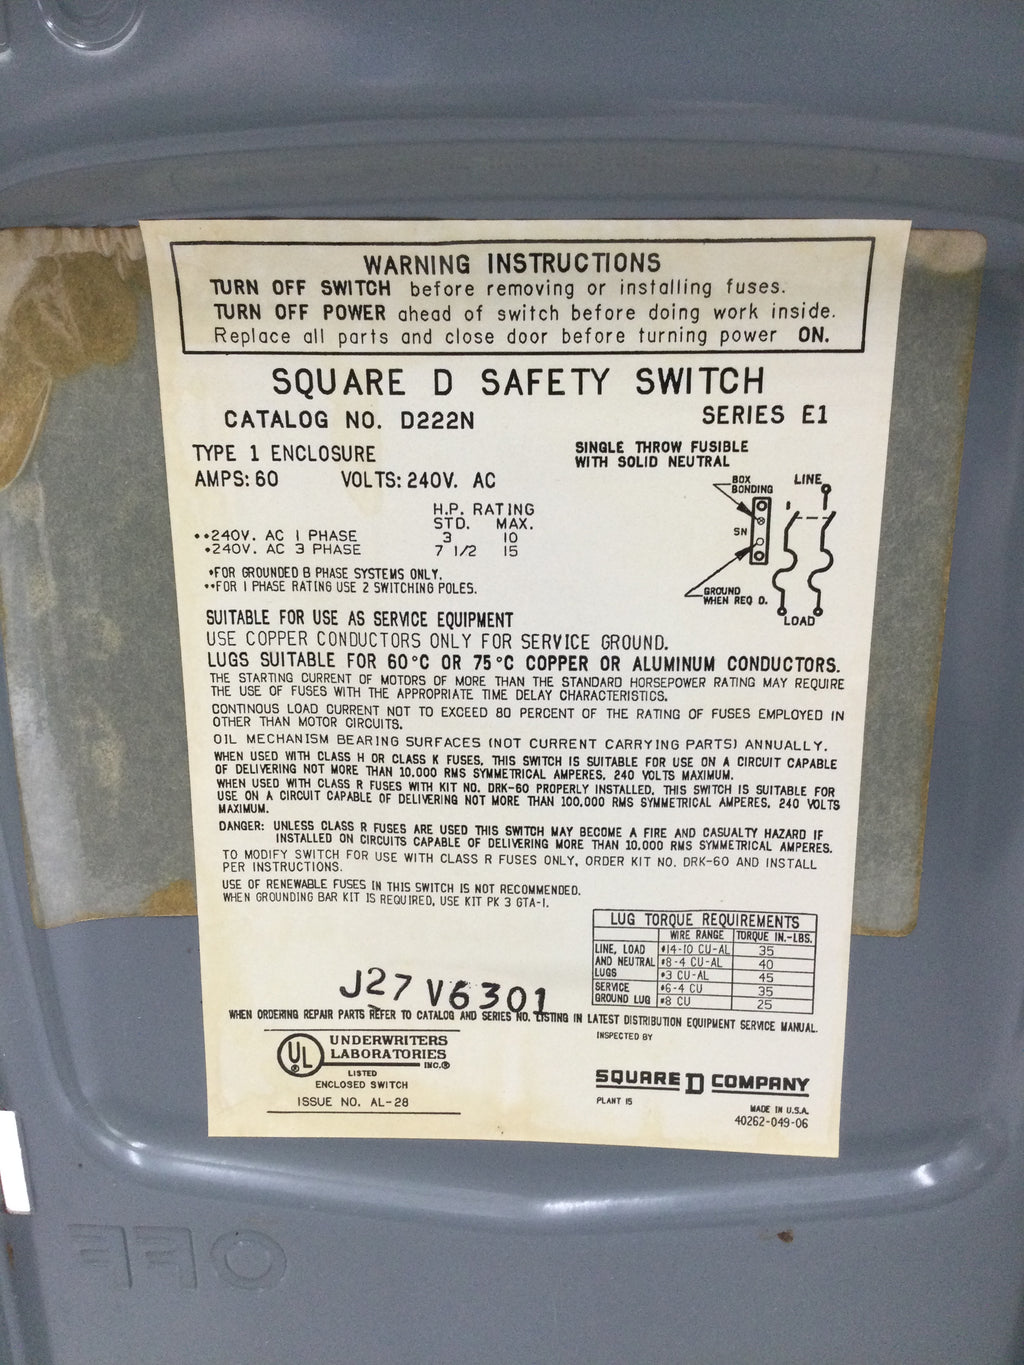 WARNING INSTRUCTIONS
TURN OFF SWITCH before removing or installing fuses.
TURN OFF POWER ahead of switch before doing work inside.
Replace all parts and close door before turning power ON.
SQUARE D SAFETY SWITCH
CATALOG NO. D222N
SERIES E1
TYPE 1 ENCLOSURE
AMPS: 60 VOLTS: 240V. AC
SINGLE THROW FUSIBLE
WITH SOLID NEUTRAL
H.P. RATING
STD. MAX.
••240V. AC 1 PHASE 3 10
•240V. AC 3 PHASE 7 1/2 15
•FOR GROUNDED B PHASE SYSTEMS ONLY.
••FOR 1 PHASE RATING USE 2 SWITCHING POLES.
BOX
BONDING
LINE
SN
GROUND
WHEN REQ D.
LOAD
SUITABLE FOR USE AS SERVICE EQUIPMENT
USE COPPER CONDUCTORS ONLY FOR SERVICE GROUND.
LUGS SUITABLE FOR 60°C OR 75°C COPPER OR ALUMINUM CONDUCTORS.
THE STARTING CURRENT OF MOTORS OF MORE THAN THE STANDARD HORSEPOWER RATING MAY REQUIRE
THE USE OF FUSES WITH THE APPROPRIATE TIME DELAY CHARACTERISTICS.
CONTINOUS LOAD CURRENT NOT TO EXCEED 80 PERCENT OF THE RATING OF FUSES EMPLOYED IN
OTHER THAN MOTOR CIRCUITS.
OIL MECHANISM BEARING SURFACES (NOT CURRENT CARRYING PARTS) ANNUALLY.
WHEN USED WITH CLASS H OR CLASS K FUSES, THIS SWITCH IS SUITABLE FOR USE ON A CIRCUIT CAPABLE
OF DELIVERING NOT MORE THAN 10,000 RMS SYMMETRICAL AMPERES, 240 VOLTS MAXIMUM.
WHEN USED WITH CLASS R FUSES WITH KIT NO. DRK-60 PROPERLY INSTALLED, THIS SWITCH IS SUITABLE FOR
USE ON A CIRCUIT CAPABLE OF DELIVERING NOT MORE THAN 100,000 RMS SYMMETRICAL AMPERES, 240 VOLTS
MAXIMUM.
DANGER: UNLESS CLASS R FUSES ARE USED THIS SWITCH MAY BECOME A FIRE AND CASUALTY HAZARD IF
INSTALLED ON CIRCUITS CAPABLE OF DELIVERING MORE THAN 10,000 RMS SYMMETRICAL AMPERES.
TO MODIFY SWITCH FOR USE WITH CLASS R FUSES ONLY, ORDER KIT NO. DRK-60 AND INSTALL
PER INSTRUCTIONS.
USE OF RENEWABLE FUSES IN THIS SWITCH IS NOT RECOMMENDED.
WHEN GROUNDING BAR KIT IS REQUIRED, USE KIT PK 3 GTA-1.
LUG TORQUE REQUIREMENTS
WIRE RANGE TORQUE IN.-LBS.
LINE, LOAD #14-10 CU-AL 35
AND NEUTRAL #8-4 CU-AL 40
LUGS #3 CU-AL 45
SERVICE #6-4 CU 35
GROUND LUG #8 CU 25
J27 V6301
WHEN ORDERING REPAIR PARTS REFER TO CATALOG AND SERIES NO. LISTING IN LATEST DISTRIBUTION EQUIPMENT SERVICE MANUAL.
UL ®
UNDERWRITERS
LABORATORIES
INC.®
LISTED
ENCLOSED SWITCH
ISSUE NO. AL-28
INSPECTED BY
SQUARE D COMPANY
PLANT 15
MADE IN U.S.A.
40262-049-06
OFF